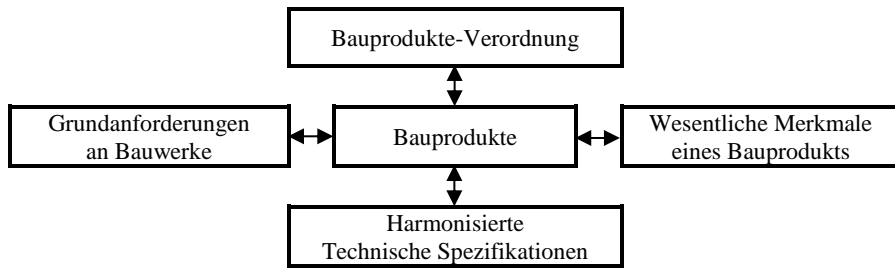 Bauprodukte-Verordnung
Grundanforderungen
an Bauwerke
Bauprodukte
Wesentliche Merkmale
eines Bauprodukts
Harmonisierte
Technische Spezifikationen